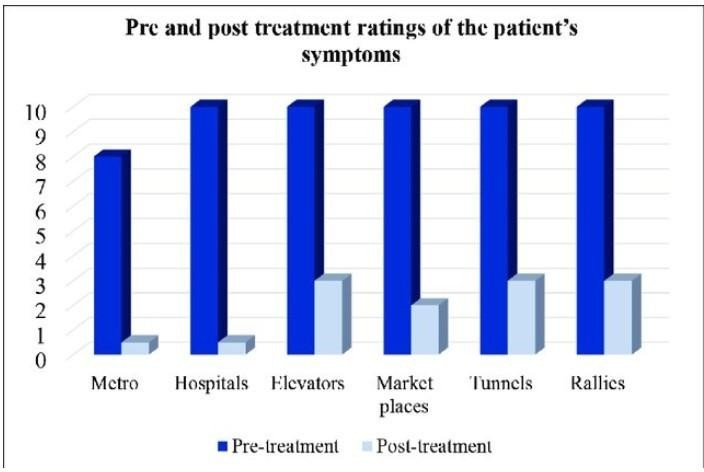 Pre and post treatment ratings of the patient's
symptoms
10
9
8
7
6
5
4
3
2
1
0
Metro
Hospitals
Elevators
Market
places
Tunnels
Rallies
Pre-treatment
Post-treatment